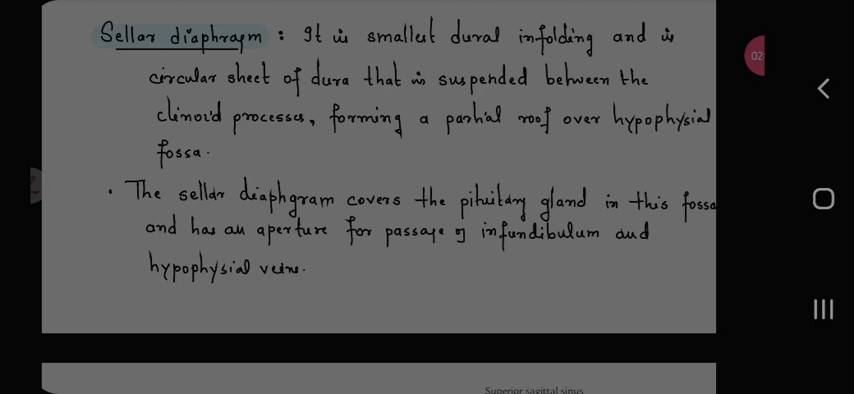 Sellar diaphragm : It is smallest dural infolding and is
circular sheet of dura that is suspended between the
clinoid processes, forming a partial roof over hypophysial
fossa.
• The sellar diaphgram covers the pituitary gland in this fossa
and has an aperture for passage of infundibulum and
hypophysial veins.
02
Superior sagittal sinus